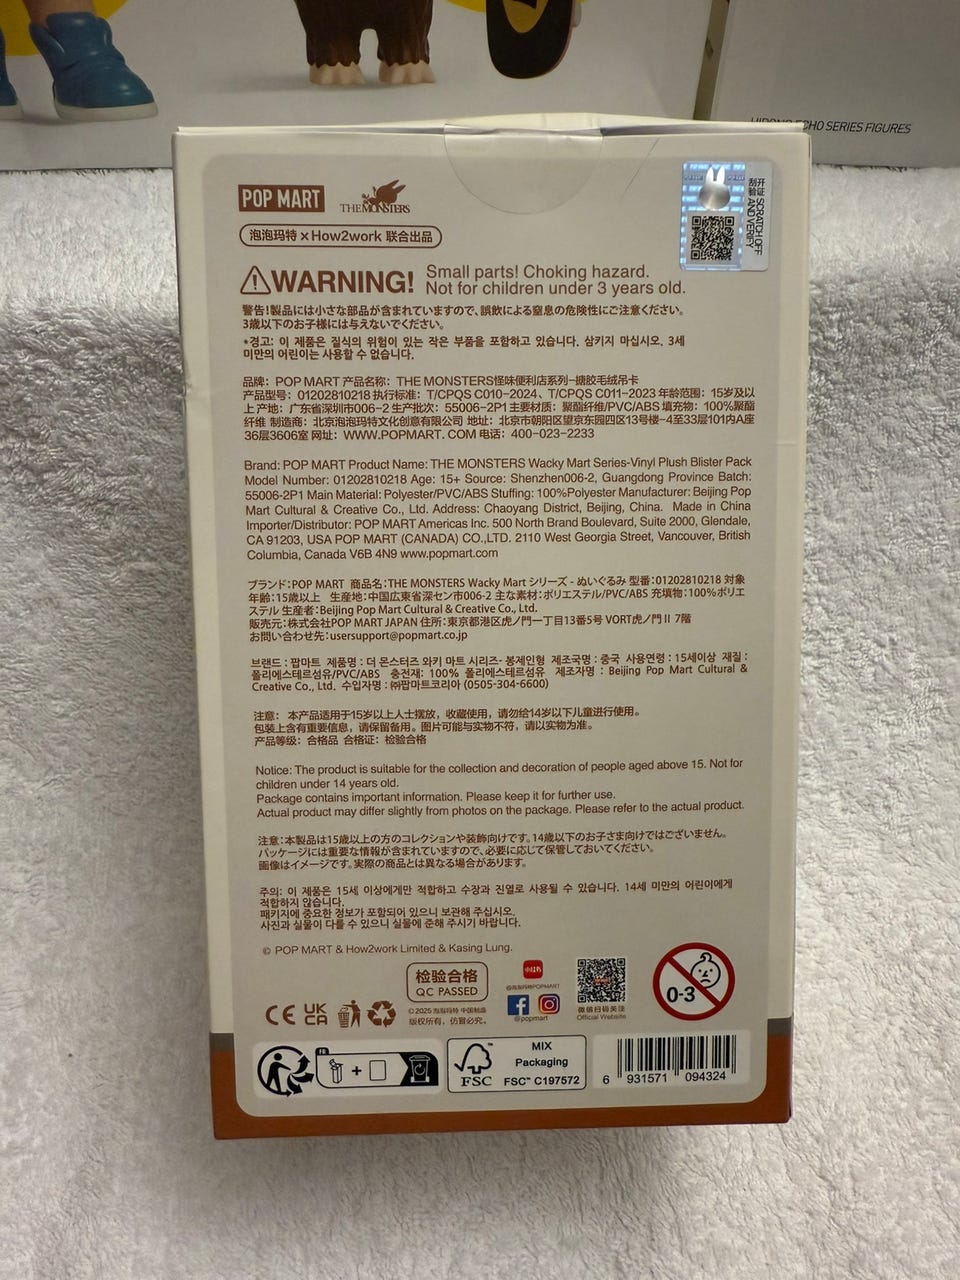 ECHO SERIES FIGURES
POP MART
THE MONSTERS
泡泡玛特 × How2work 联合出品
刮开验证
SCRATCH OFF
AND VERIFY
WARNING!
Small parts! Choking hazard.
Not for children under 3 years old.
警告!製品には小さな部品が含まれていますので、誤飲による窒息の危険性にご注意ください。
3歳以下のお子様には与えないでください。
*경고: 이 제품은 질식의 위험이 있는 작은 부품을 포함하고 있습니다. 삼키지 마십시오. 3세
미만의 어린이는 사용할 수 없습니다.
品牌: POP MART 产品名称: THE MONSTERS怪味便利店系列-搪胶毛绒吊卡
产品型号: 01202810218 执行标准: T/CPQS C010-2024、T/CPQS C011-2023 年龄范围: 15岁及以
上 产地: 广东省深圳市006-2 生产批次: 55006-2P1 主要材质: 聚酯纤维/PVC/ABS 填充物: 100%聚酯
纤维 制造商: 北京泡泡玛特文化创意有限公司 地址: 北京市朝阳区望京东园四区13号楼-4至33层101内A座
36层3606室 网址: WWW.POPMART. COM 电话: 400-023-2233
Brand: POP MART Product Name: THE MONSTERS Wacky Mart Series-Vinyl Plush Blister Pack
Model Number: 01202810218 Age: 15+ Source: Shenzhen006-2, Guangdong Province Batch:
55006-2P1 Main Material: Polyester/PVC/ABS Stuffing: 100%Polyester Manufacturer: Beijing Pop
Mart Cultural & Creative Co., Ltd. Address: Chaoyang District, Beijing, China. Made in China
Importer/Distributor: POP MART Americas Inc. 500 North Brand Boulevard, Suite 2000, Glendale,
CA 91203, USA POP MART (CANADA) CO.,LTD. 2110 West Georgia Street, Vancouver, British
Columbia, Canada V6B 4N9 www.popmart.com
ブランド:POP MART 商品名:THE MONSTERS Wacky Mart シリーズ - ぬいぐるみ 型番:01202810218 対象
年齢:15歳以上 生産地:中国広東省深セン市006-2 主な素材:ポリエステル/PVC/ABS 充填物:100%ポリエ
ステル 生産者:Beijing Pop Mart Cultural & Creative Co., Ltd.
販売元:株式会社POP MART JAPAN 住所:東京都港区虎ノ門一丁目13番5号 VORT虎ノ門Ⅱ 7階
お問い合わせ先:usersupport@popmart.co.jp
브랜드 : 팝마트 제품명 : 더 몬스터즈 와키 마트 시리즈- 봉제인형 제조국명 : 중국 사용연령 : 15세이상 재질 :
폴리에스테르섬유/PVC/ABS 충전재: 100% 폴리에스테르섬유 제조자명 : Beijing Pop Mart Cultural &
Creative Co., Ltd. 수입자명 : ㈜팝마트코리아 (0505-304-6600)
注意: 本产品适用于15岁以上人士摆放，收藏使用，请勿给14岁以下儿童进行使用。
包装上含有重要信息，请保留备用。图片可能与实物不符，请以实物为准。
产品等级: 合格品 合格证: 检验合格
Notice: The product is suitable for the collection and decoration of people aged above 15. Not for
children under 14 years old.
Package contains important information. Please keep it for further use.
Actual product may differ slightly from photos on the package. Please refer to the actual product.
注意:本製品は15歳以上の方のコレクションや装飾向けです。14歳以下のお子さま向けではございません。
パッケージには重要な情報が含まれていますので、必要に応じて保管しておいてください。
画像はイメージです。実際の商品とは異なる場合があります。
주의: 이 제품은 15세 이상에게만 적합하고 수장과 진열로 사용될 수 있습니다. 14세 미만의 어린이에게
적합하지 않습니다.
패키지에 중요한 정보가 포함되어 있으니 보관해 주십시오.
사진과 실물이 다를 수 있으니 실물에 준해 주시기 바랍니다.
© POP MART & How2work Limited & Kasing Lung.
检验合格
QC PASSED
小红书
@泡泡玛特POPMART
0-3
CE UK
CA
© 2025 泡泡玛特 中国制造
版权所有，仿冒必究。
@popmart
微信扫码关注
Official Website
FR
+
FSC
MIX
Packaging
FSC™ C197572
6 931571 094324